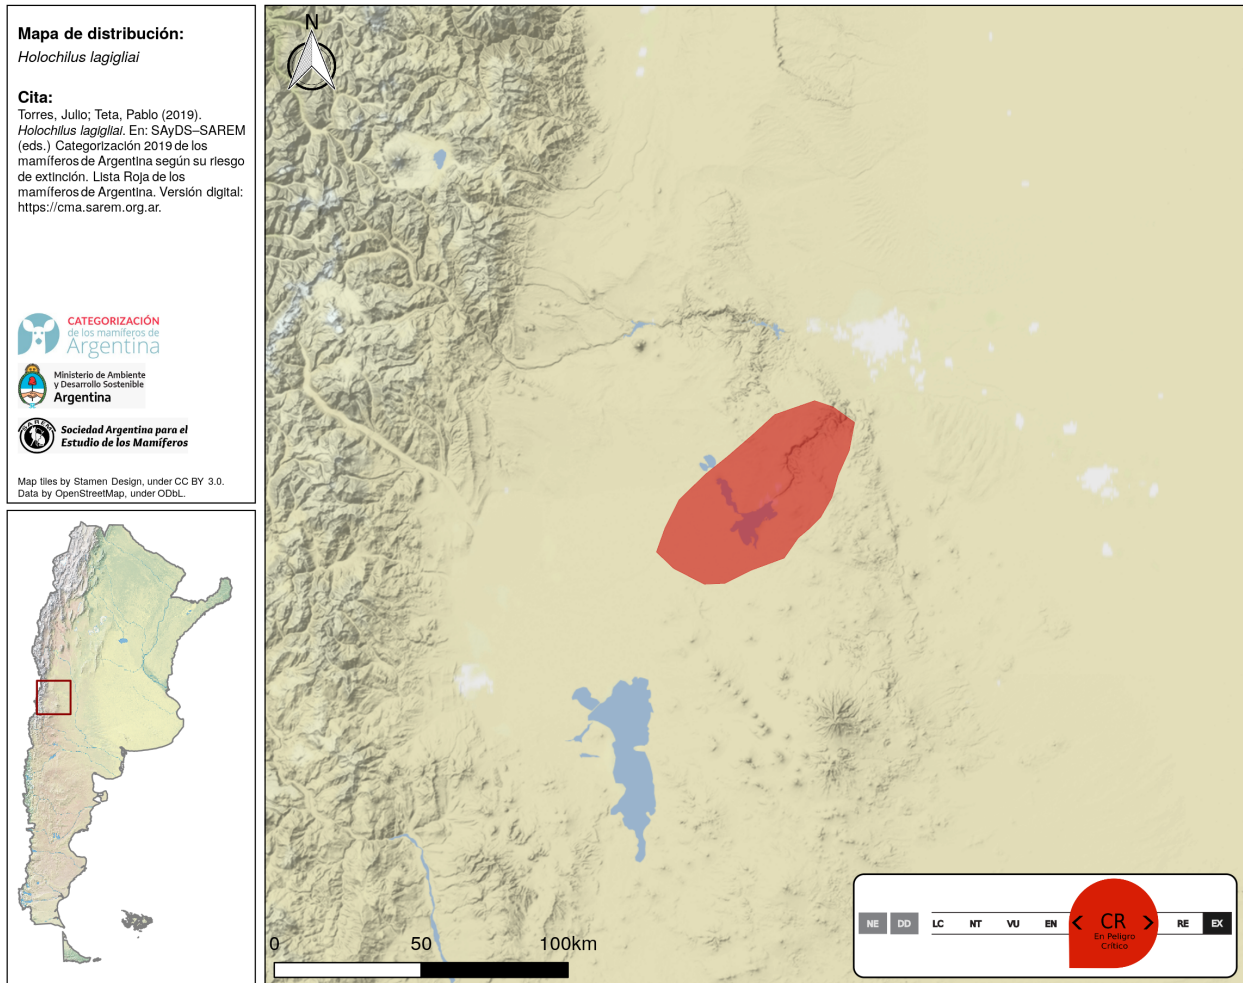 Mapa de distribución:
Holochilus lagigliai
Cita:
Torres, Julio; Teta, Pablo (2019).
Holochilus lagigliai. En: SAyDS–SAREM
(eds.) Categorización 2019 de los
mamíferos de Argentina según su riesgo
de extinción. Lista Roja de los
mamíferos de Argentina. Versión digital:
https://cma.sarem.org.ar.
CATEGORIZACIÓN
de los mamíferos de
Argentina
Ministerio de Ambiente
y Desarrollo Sostenible
Argentina
SAREM
Sociedad Argentina para el
Estudio de los Mamíferos
Map tiles by Stamen Design, under CC BY 3.0.
Data by OpenStreetMap, under ODbL.
N
0 50 100km
NE DD LC NT VU EN < CR > RE EX
En Peligro
Crítico